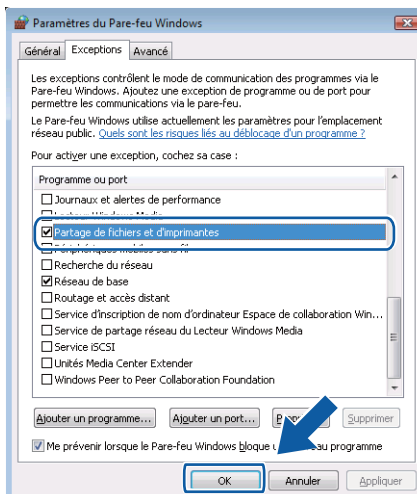 Paramètres du Pare-feu Windows
Général Exceptions Avancé
Les exceptions contrôlent le mode de communication des programmes via le
Pare-feu Windows. Ajoutez une exception de programme ou de port pour
permettre les communications via le pare-feu.
Le Pare-feu Windows utilise actuellement les paramètres pour l'emplacement
réseau public. Quels sont les risques liés au déblocage d'un programme ?
Pour activer une exception, cochez sa case :
Programme ou port
Journaux et alertes de performance
Lecteur Windows Media
Partage de fichiers et d'imprimantes
Périphériques mobiles sans fil
Recherche du réseau
Réseau de base
Routage et accès distant
Service d'inscription de nom d'ordinateur Espace de collaboration Win...
Service de partage réseau du Lecteur Windows Media
Service iSCSI
Unités Media Center Extender
Windows Peer to Peer Collaboration Foundation
Ajouter un programme... Ajouter un port... Supprimer
Me prévenir lorsque le Pare-feu Windows bloque programme
OK Annuler Appliquer